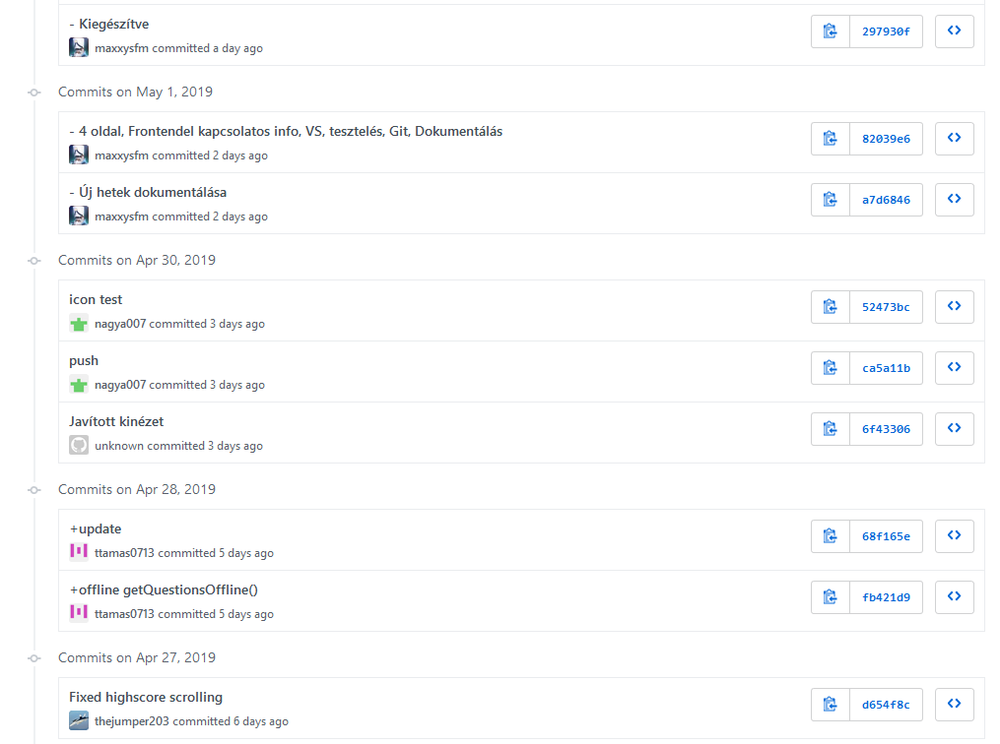 - Kiegészítve
297930f
maxxysfm committed a day ago
Commits on May 1, 2019
- 4 oldal, Frontendel kapcsolatos info, VS, tesztelés, Git, Dokumentálás
82039e6
maxxysfm committed 2 days ago
- Új hetek dokumentálása
a7d6846
maxxysfm committed 2 days ago
Commits on Apr 30, 2019
icon test
52473bc
nagya007 committed 3 days ago
push
ca5a11b
nagya007 committed 3 days ago
Javított kinézet
6f43306
unknown committed 3 days ago
Commits on Apr 28, 2019
+update
68f165e
ttamas0713 committed 5 days ago
+offline getQuestionsOffline()
fb421d9
ttamas0713 committed 5 days ago
Commits on Apr 27, 2019
Fixed highscore scrolling
d654f8c
thejumper203 committed 6 days ago